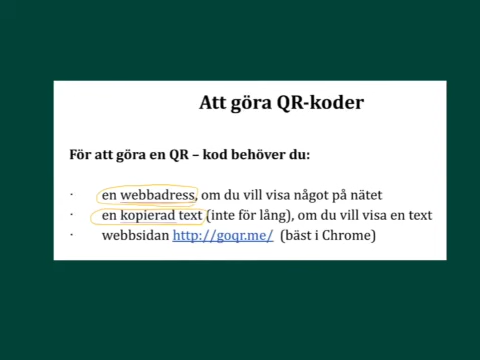 Att göra QR-koder
För att göra en QR – kod behöver du:
· en webbadress, om du vill visa något på nätet
· en kopierad text (inte för lång), om du vill visa en text
· webbsidan http://goqr.me/ (bäst i Chrome)